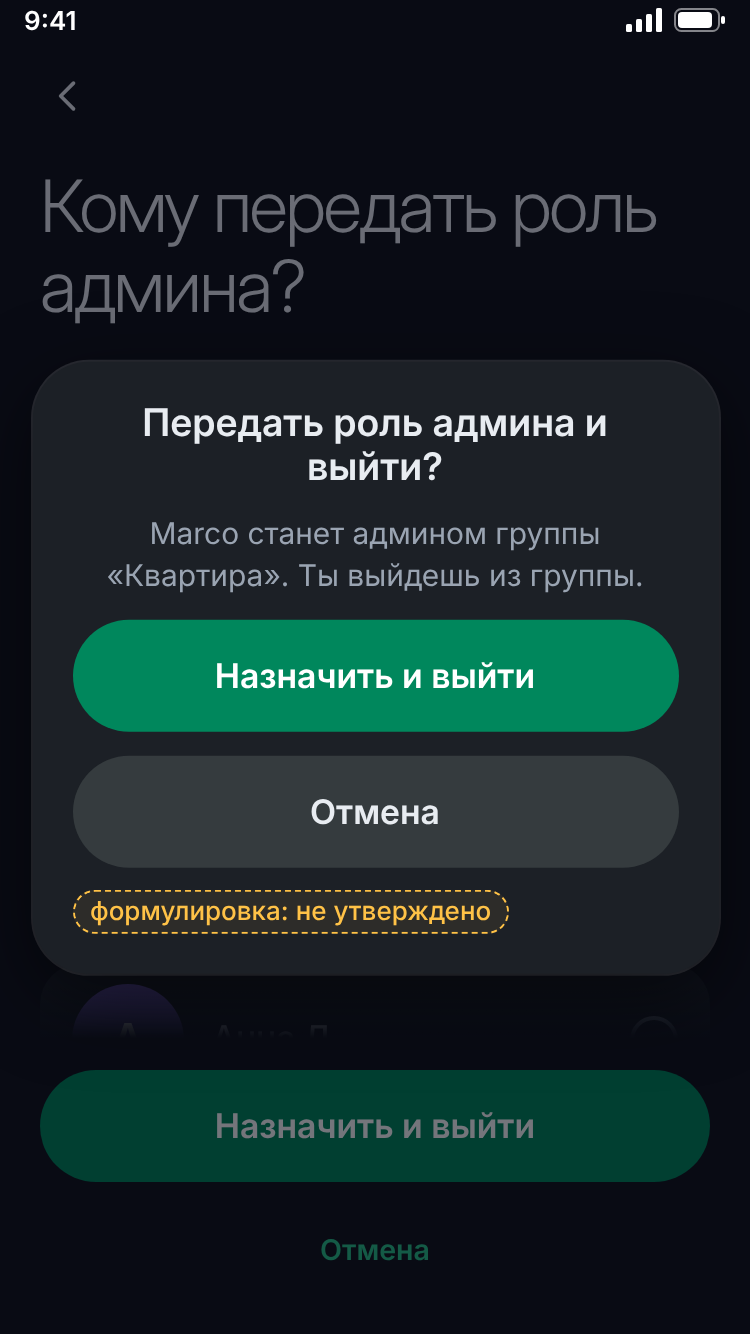 9:41
Кому передать роль
админа?
Передать роль админа и
выйти?
Marco станет админом группы
«Квартира». Ты выйдешь из группы.
Назначить и выйти
Отмена
формулировка: не утверждено
Назначить и выйти
Отмена